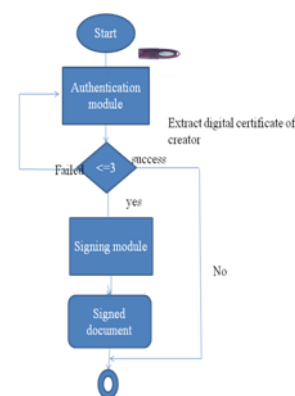 Start
Authentication
module
Extract digital certificate of
creator
Failed
<=3
success
yes
Signing module
No
Signed
document